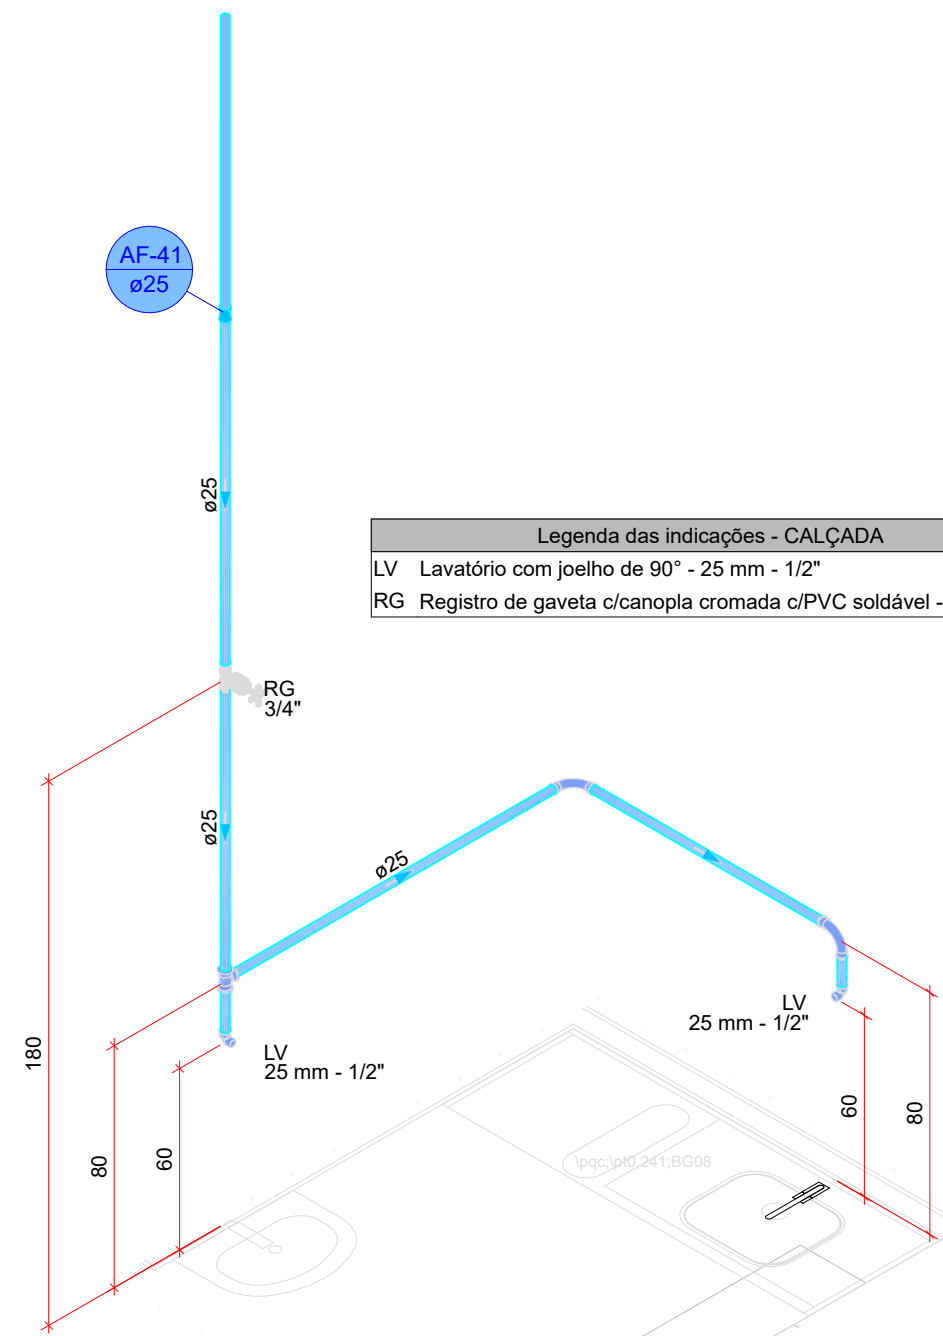 AF-41
ø25
ø25
Legenda das indicações - CALÇADA
LV Lavatório com joelho de 90° - 25 mm - 1/2"
RG Registro de gaveta c/canopla cromada c/PVC soldável -
RG
3/4"
ø25
ø25
LV
25 mm - 1/2"
LV
25 mm - 1/2"
180
80
60
60
80
\pqc;\pt0,241;BG08